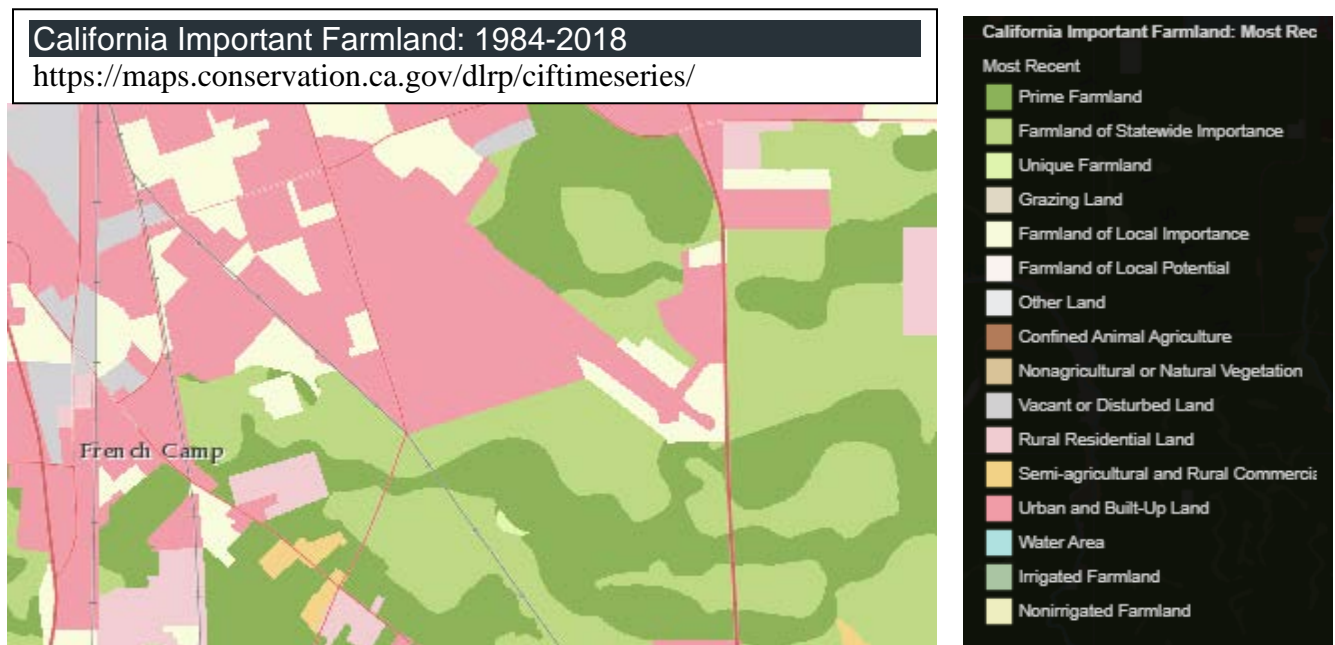 California Important Farmland: 1984-2018
https://maps.conservation.ca.gov/dlrp/ciftimeseries/
French Camp
California Important Farmland: Most Rec
Most Recent
Prime Farmland
Farmland of Statewide Importance
Unique Farmland
Grazing Land
Farmland of Local Importance
Farmland of Local Potential
Other Land
Confined Animal Agriculture
Nonagricultural or Natural Vegetation
Vacant or Disturbed Land
Rural Residential Land
Semi-agricultural and Rural Commercia
Urban and Built-Up Land
Water Area
Irrigated Farmland
Nonirrigated Farmland